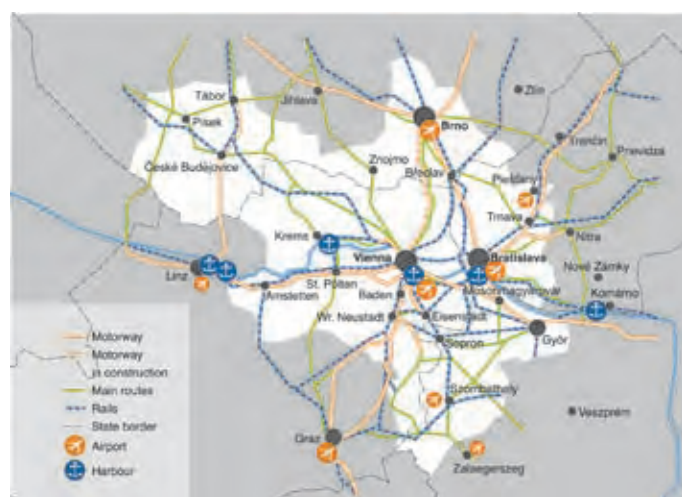 Tábor
Jihlava
Zlín
Písek
Brno
Trenčín
Prievidza
České Budějovice
Znojmo
Břeclav
Piešťany
Trnava
Krems
Nitra
Vienna
Bratislava
Linz
Nové Zámky
St. Pölten
Amstetten
Baden
Mosonmagyaróvár
Komárno
Wr. Neustadt
Eisenstadt
Sopron
Győr
Motorway
Motorway
in construction
Main routes
Rails
State border
Airport
Harbour
Szombathely
Veszprém
Graz
Zalaegerszeg